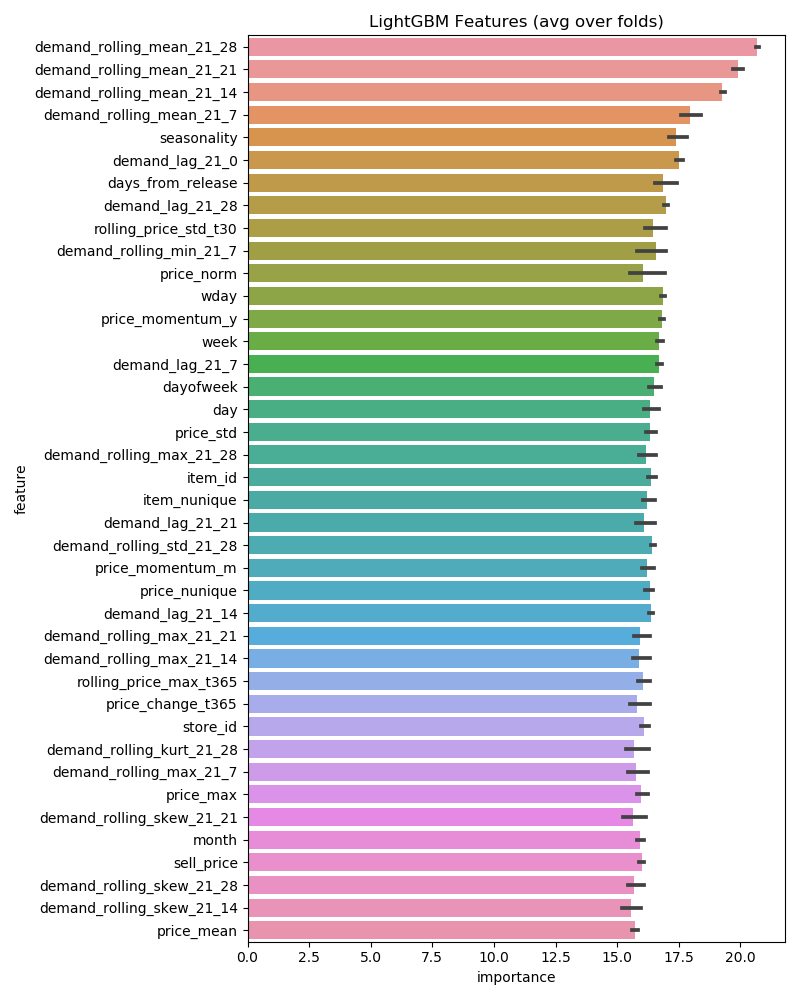 LightGBM Features (avg over folds)
demand_rolling_mean_21_28
demand_rolling_mean_21_21
demand_rolling_mean_21_14
demand_rolling_mean_21_7
seasonality
demand_lag_21_0
days_from_release
demand_lag_21_28
rolling_price_std_t30
demand_rolling_min_21_7
price_norm
wday
price_momentum_y
week
demand_lag_21_7
dayofweek
day
price_std
demand_rolling_max_21_28
item_id
item_nunique
demand_lag_21_21
demand_rolling_std_21_28
price_momentum_m
price_nunique
demand_lag_21_14
demand_rolling_max_21_21
demand_rolling_max_21_14
rolling_price_max_t365
price_change_t365
store_id
demand_rolling_kurt_21_28
demand_rolling_max_21_7
price_max
demand_rolling_skew_21_21
month
sell_price
demand_rolling_skew_21_28
demand_rolling_skew_21_14
price_mean
feature
0.0 2.5 5.0 7.5 10.0 12.5 15.0 17.5 20.0
importance